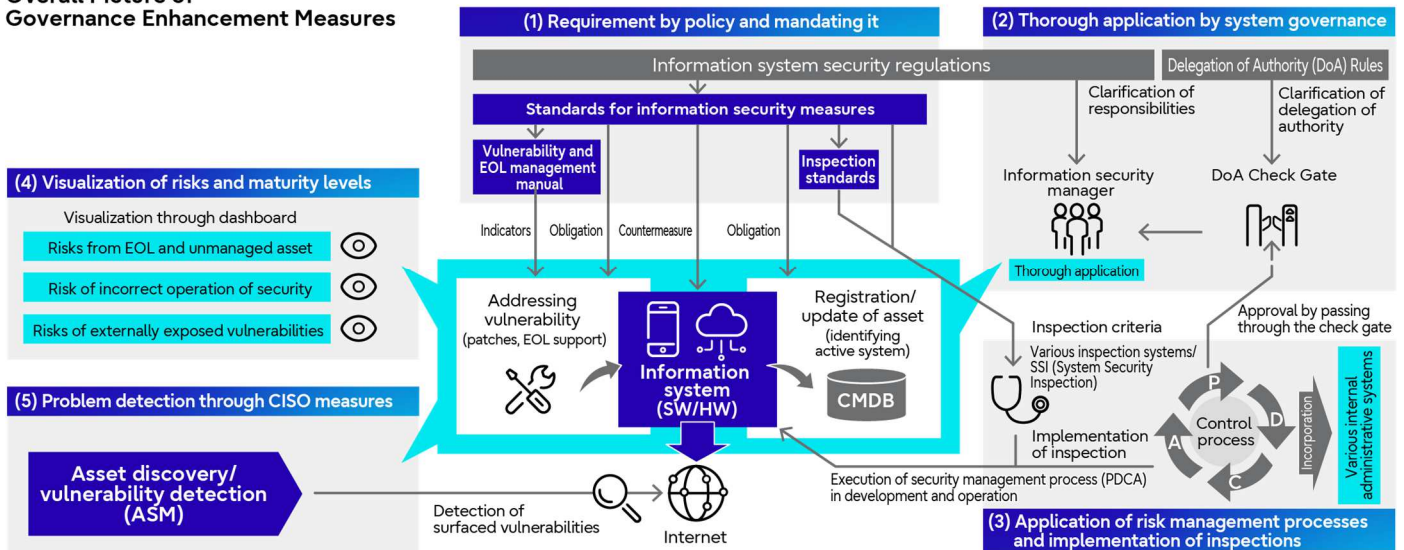 Overall Picture of
Governance Enhancement Measures
(1) Requirement by policy and mandating it
Information system security regulations
Standards for information security measures
Vulnerability and
EOL management
manual
Inspection
standards
Indicators
Obligation
Countermeasure
Obligation
(2) Thorough application by system governance
Delegation of Authority (DoA) Rules
Clarification of
responsibilities
Clarification of
delegation of
authority
Information security
manager
DoA Check Gate
Thorough application
Approval by passing
through the check gate
(4) Visualization of risks and maturity levels
Visualization through dashboard
Risks from EOL and unmanaged asset
Risk of incorrect operation of security
Risks of externally exposed vulnerabilities
Addressing
vulnerability
(patches, EOL support)
Information
system
(SW/HW)
Registration/
update of asset
(identifying
active system)
CMDB
Inspection criteria
Various inspection systems/
SSI (System Security
Inspection)
Implementation
of inspection
Execution of security management process (PDCA)
in development and operation
P
D
C
A
Control
process
Incorporation
Various internal
administrative systems
(3) Application of risk management processes
and implementation of inspections
(5) Problem detection through CISO measures
Asset discovery/
vulnerability detection
(ASM)
Detection of
surfaced vulnerabilities
Internet